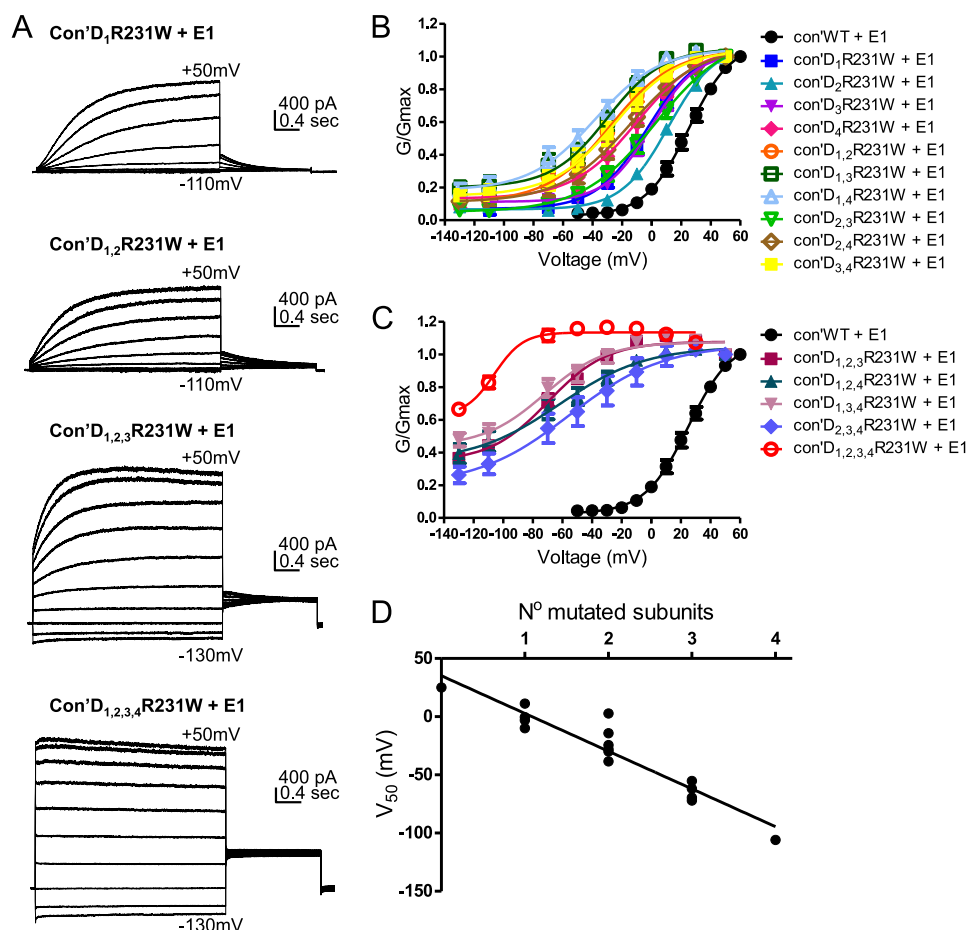 A
Con'D1R231W + E1
+50mV
400 pA
0.4 sec
-110mV
Con'D1,2R231W + E1
+50mV
400 pA
0.4 sec
-110mV
Con'D1,2,3R231W + E1
+50mV
400 pA
0.4 sec
-130mV
Con'D1,2,3,4R231W + E1
+50mV
400 pA
0.4 sec
-130mV
B
G/Gmax
1.0
0.8
0.6
0.4
0.2
0.0
-140 -120 -100 -80 -60 -40 -20 0 20 40 60
Voltage (mV)
con'WT + E1
con'D1R231W + E1
con'D2R231W + E1
con'D3R231W + E1
con'D4R231W + E1
con'D1,2R231W + E1
con'D1,3R231W + E1
con'D1,4R231W + E1
con'D2,3R231W + E1
con'D2,4R231W + E1
con'D3,4R231W + E1
C
G/Gmax
1.2
1.0
0.8
0.6
0.4
0.2
0.0
-140 -120 -100 -80 -60 -40 -20 0 20 40 60
Voltage (mV)
con'WT + E1
con'D1,2,3R231W + E1
con'D1,2,4R231W + E1
con'D1,3,4R231W + E1
con'D2,3,4R231W + E1
con'D1,2,3,4R231W + E1
D
Nº mutated subunits
1 2 3 4
V50 (mV)
50
0
-50
-100
-150